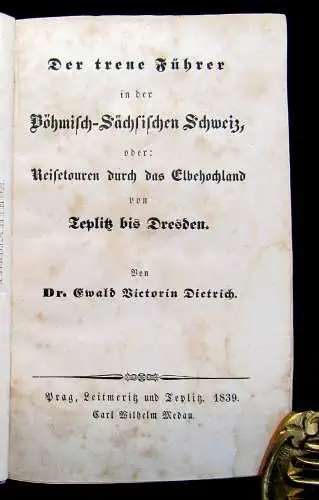 Der treue Führer
in der
Böhmisch-Sächsischen Schweiz,
oder:
Reisetouren durch das Elbehochland
von
Teplitz bis Dresden.
Von
Dr. Ewald Victorin Dietrich.
Prag, Leitmeritz und Teplitz. 1839.
Carl Wilhelm Medau.